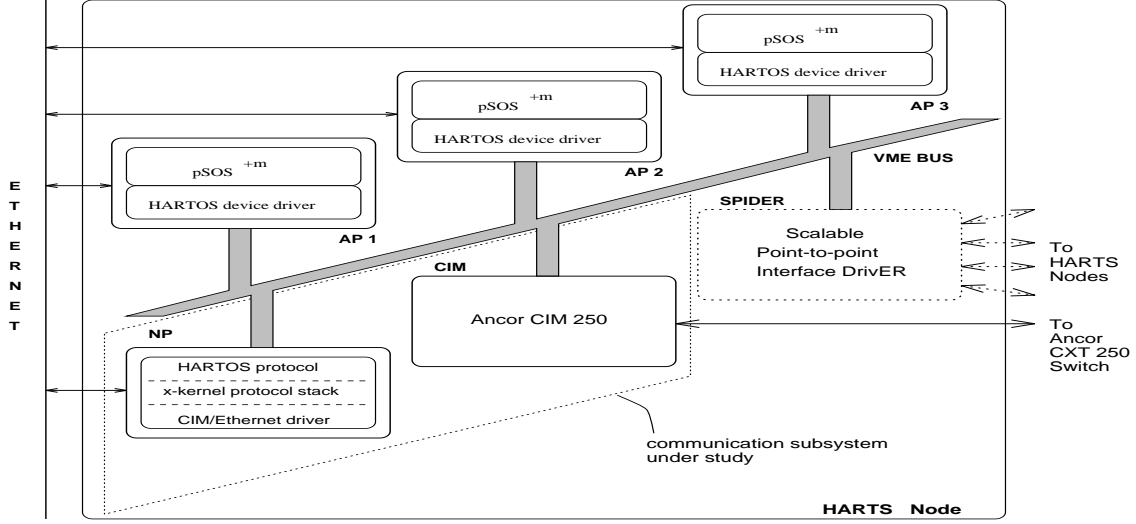 pSOS +m
HARTOS device driver
AP 3
pSOS +m
HARTOS device driver
AP 2
VME BUS
pSOS +m
HARTOS device driver
AP 1
ETHERNET
SPIDER
Scalable
Point-to-point
Interface DrivER
To
HARTS
Nodes
CIM
Ancor CIM 250
To
Ancor
CXT 250
Switch
NP
HARTOS protocol
x-kernel protocol stack
CIM/Ethernet driver
communication subsystem
under study
HARTS Node